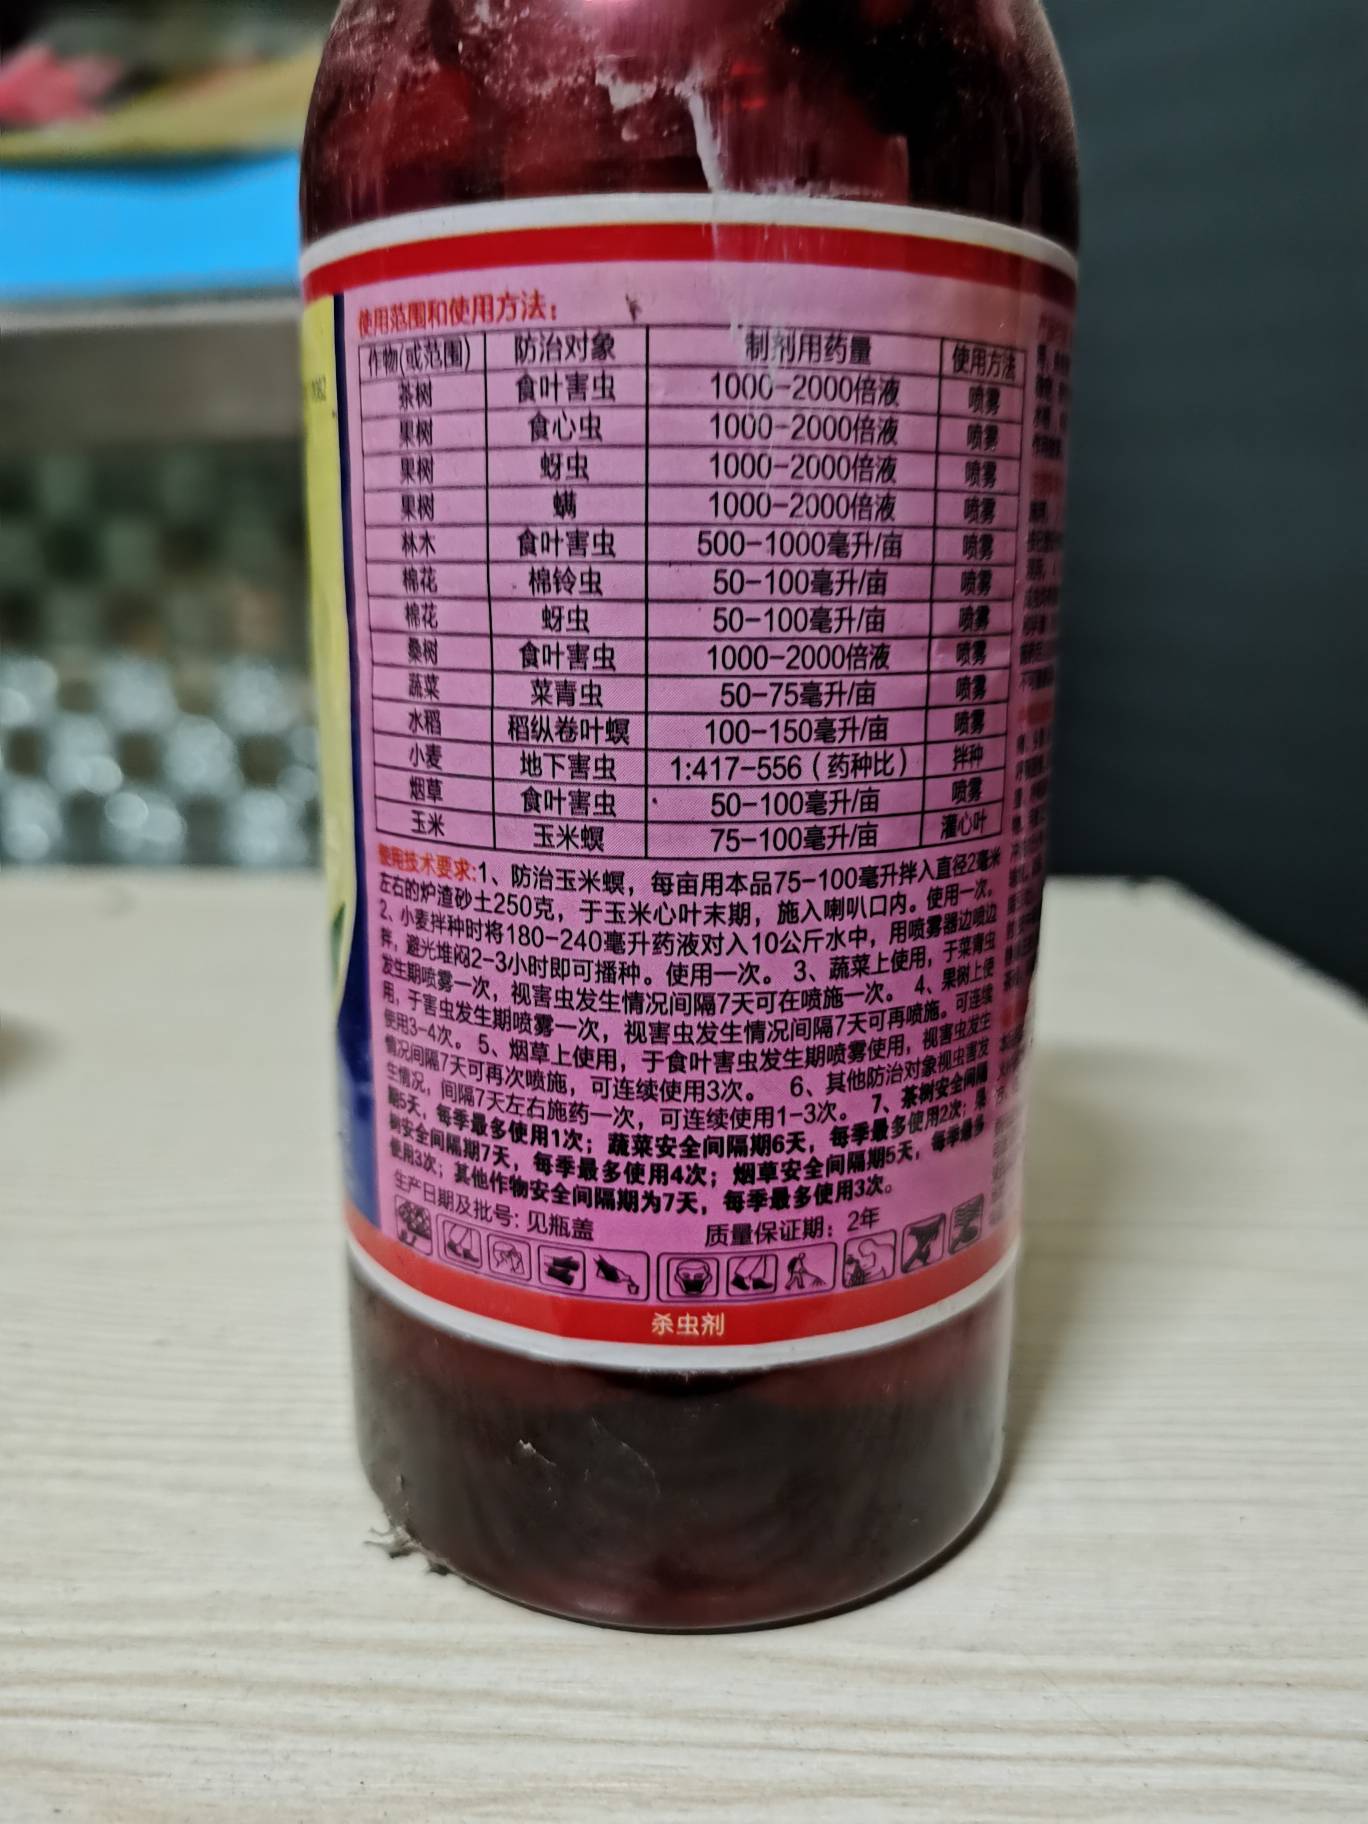 使用范围和使用方法：
作物(或范围) 防治对象 制剂用药量 使用方法
茶树 食叶害虫 1000-2000倍液 喷雾
果树 食心虫 1000-2000倍液 喷雾
果树 蚜虫 1000-2000倍液 喷雾
果树 螨 1000-2000倍液 喷雾
林木 食叶害虫 500-1000毫升/亩 喷雾
棉花 棉铃虫 50-100毫升/亩 喷雾
棉花 蚜虫 50-100毫升/亩 喷雾
桑树 食叶害虫 1000-2000倍液 喷雾
蔬菜 菜青虫 50-75毫升/亩 喷雾
水稻 稻纵卷叶螟 100-150毫升/亩 喷雾
小麦 地下害虫 1:417-556（药种比） 拌种
烟草 食叶害虫 50-100毫升/亩 喷雾
玉米 玉米螟 75-100毫升/亩 灌心叶
使用技术要求:1、防治玉米螟，每亩用本品75-100毫升拌入直径2毫米
左右的炉渣砂土250克，于玉米心叶末期，施入喇叭口内。使用一次。
2、小麦拌种时将180-240毫升药液对入10公斤水中，用喷雾器边喷边
拌，避光堆闷2-3小时即可播种。使用一次。 3、蔬菜上使用，于菜青虫
发生期喷雾一次，视害虫发生情况间隔7天可在喷施一次。 4、果树上使
用，于害虫发生期喷雾一次，视害虫发生情况间隔7天可再喷施。可连续
使用3-4次。 5、烟草上使用，于食叶害虫发生期喷雾使用，视害虫发生
情况间隔7天可再次喷施，可连续使用3次。 6、其他防治对象视虫害发
生情况，间隔7天左右施药一次，可连续使用1-3次。 7、茶树安全间隔
期5天，每季最多使用1次；蔬菜安全间隔期6天，每季最多使用2次；果
树安全间隔期7天，每季最多使用4次；烟草安全间隔期5天，每季最多
使用3次；其他作物安全间隔期为7天，每季最多使用3次。
生产日期及批号: 见瓶盖 质量保证期：2年
杀虫剂